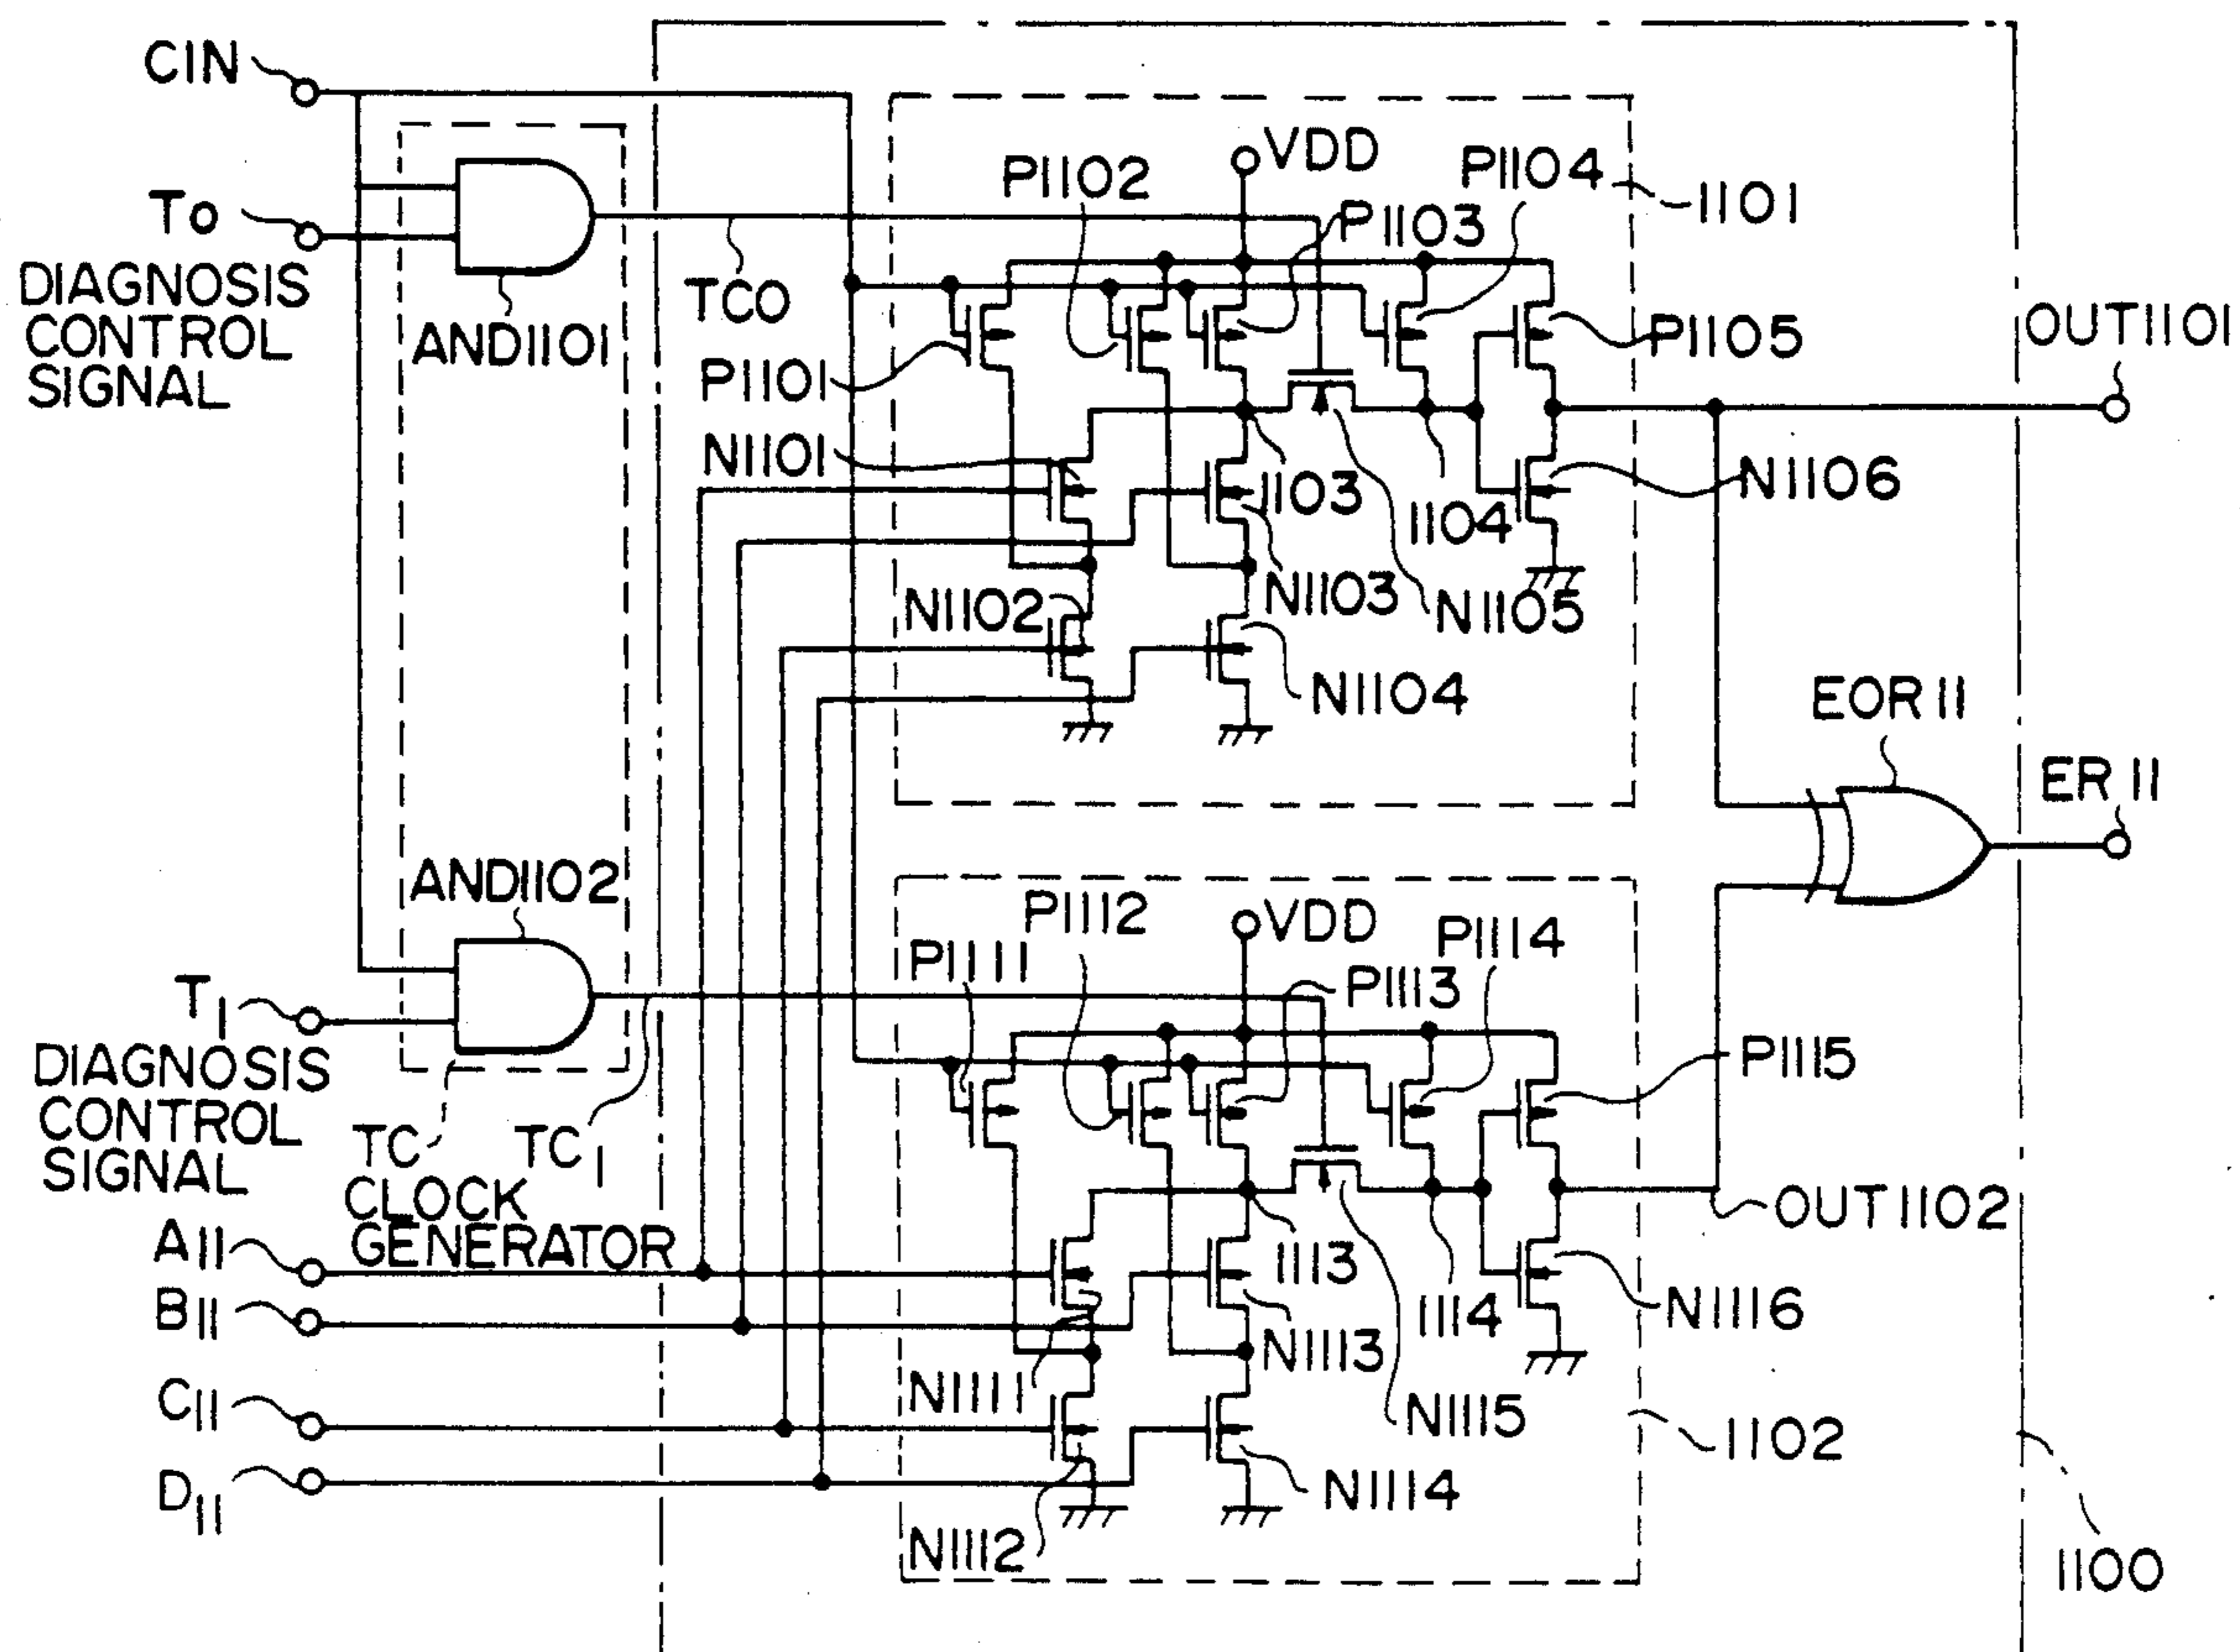 CIN
To
DIAGNOSIS
CONTROL
SIGNAL
AND1101
TC0
P1101
N1101
P1102
VDD
P1103
P1104
1101
P1105
OUT1101
1103
1104
N1106
N1102
N1103
N1105
N1104
EOR11
ER11
AND1102
T1
DIAGNOSIS
CONTROL
SIGNAL
TC
CLOCK
GENERATOR
TC1
P1111
P1112
VDD
P1113
P1114
P1115
OUT1102
1113
1114
N1116
N1111
N1113
N1115
1102
N1112
N1114
A11
B11
C11
D11
1100